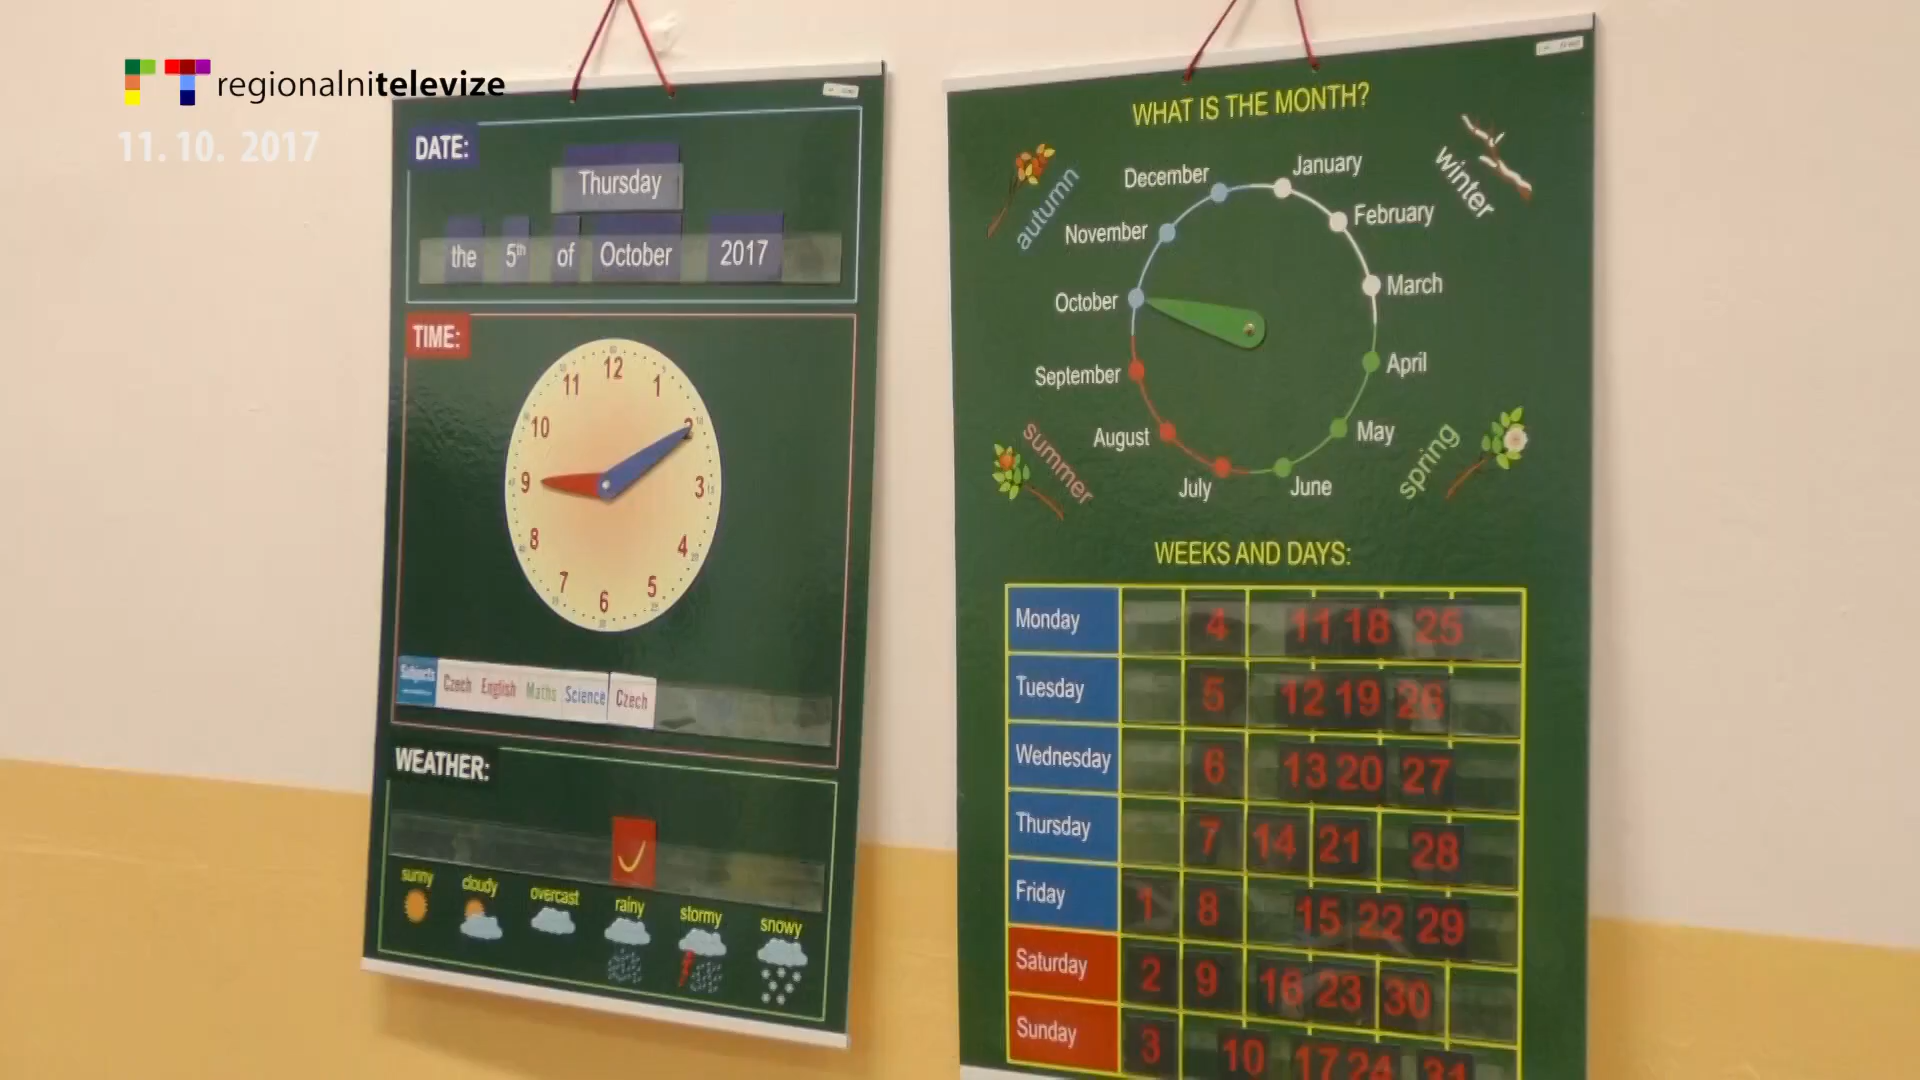 regionalnitelevize
11. 10. 2017
DATE:
Thursday
the 5th of October 2017
TIME:
12
11 1
10 2
9 3
8 4
7 5
6
Subjects Czech English Maths Science Czech
WEATHER:
sunny cloudy overcast rainy stormy snowy
WHAT IS THE MONTH?
autumn winter
December January
November February
October March
September April
August May
July June
summer spring
WEEKS AND DAYS:
Monday 4 11 18 25
Tuesday 5 12 19 26
Wednesday 6 13 20 27
Thursday 7 14 21 28
Friday 1 8 15 22 29
Saturday 2 9 16 23 30
Sunday 3 10 17 24 31